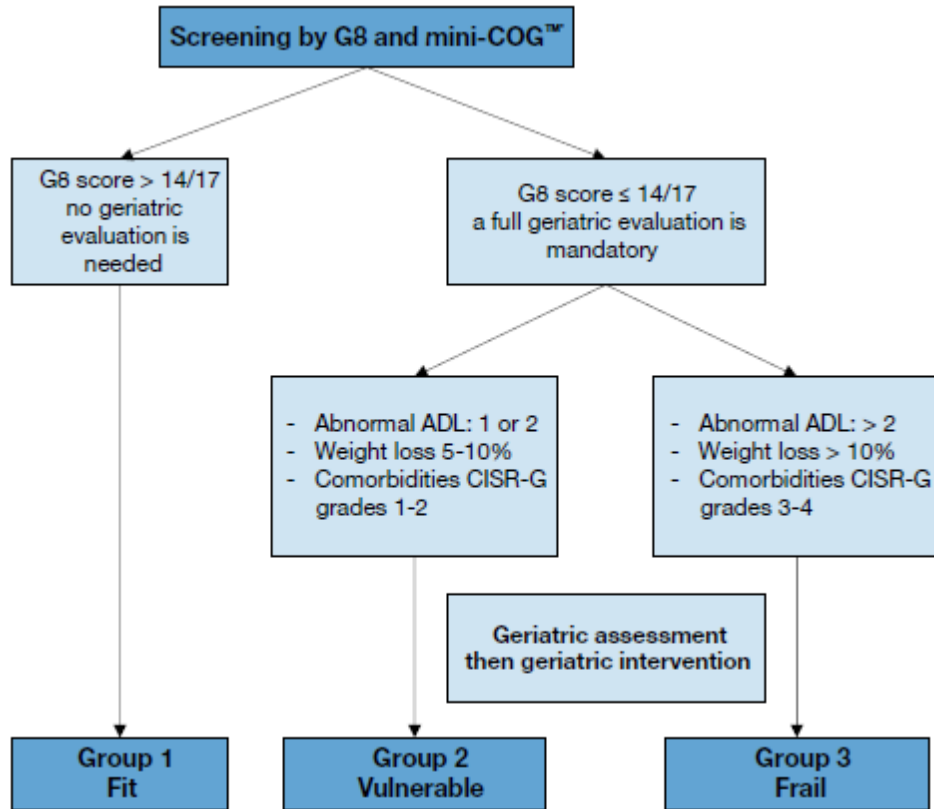 Screening by G8 and mini-COG™
G8 score > 14/17
no geriatric
evaluation is
needed
G8 score ≤ 14/17
a full geriatric evaluation is
mandatory
- Abnormal ADL: 1 or 2
- Weight loss 5-10%
- Comorbidities CISR-G
grades 1-2
- Abnormal ADL: > 2
- Weight loss > 10%
- Comorbidities CISR-G
grades 3-4
Geriatric assessment
then geriatric intervention
Group 1
Fit
Group 2
Vulnerable
Group 3
Frail